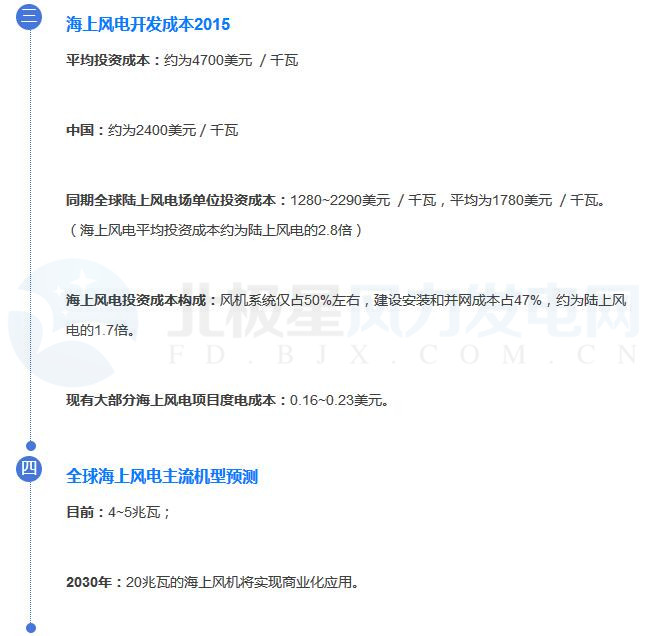 三
海上风电开发成本2015
平均投资成本：约为4700美元 ／千瓦
中国：约为2400美元／千瓦
同期全球陆上风电场单位投资成本：1280~2290美元 ／千瓦，平均为1780美元 ／千瓦。
（海上风电平均投资成本约为陆上风电的2.8倍）
海上风电投资成本构成：风机系统仅占50%左右，建设安装和并网成本占47%，约为陆上风
电的1.7倍。
北极星风力发电网
FD.BJX.COM.CN
现有大部分海上风电项目度电成本：0.16~0.23美元。
四
全球海上风电主流机型预测
目前：4~5兆瓦；
2030年：20兆瓦的海上风机将实现商业化应用。